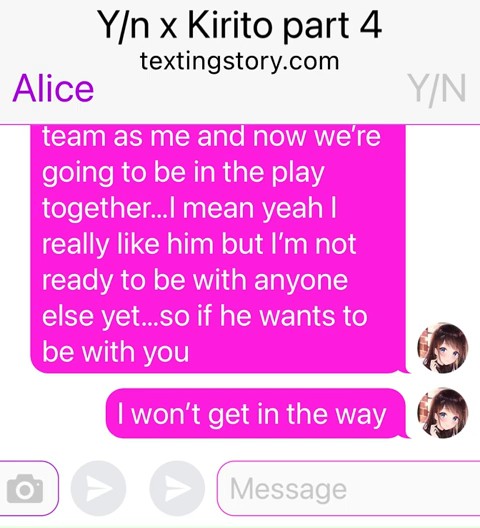 Y/n x Kirito part 4
textingstory.com
Alice
Y/N
team as me and now we're
going to be in the play
together...I mean yeah I
really like him but I'm not
ready to be with anyone
else yet...so if he wants to
be with you
I won't get in the way
Message